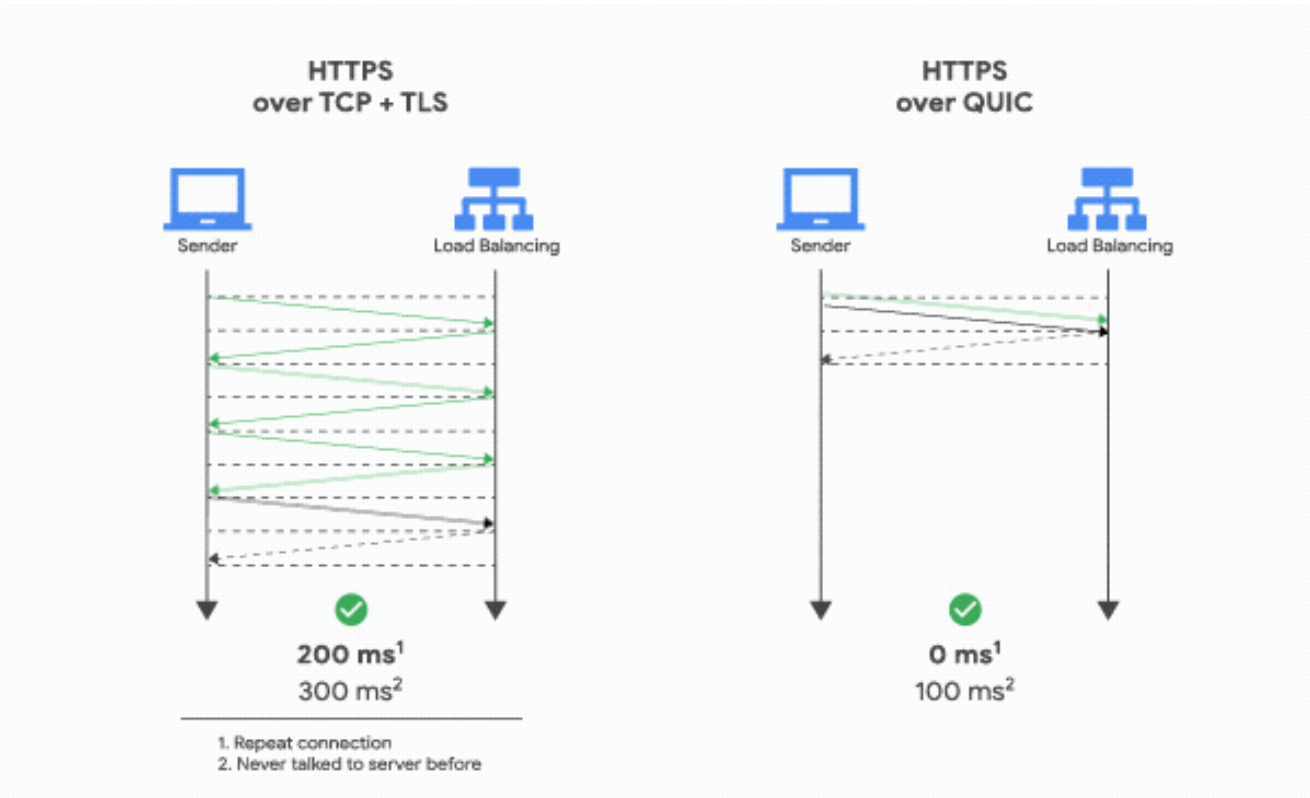 HTTPS
over TCP + TLS
Sender
Load Balancing
200 ms¹
300 ms²
1. Repeat connection
2. Never talked to server before
HTTPS
over QUIC
Sender
Load Balancing
0 ms¹
100 ms²